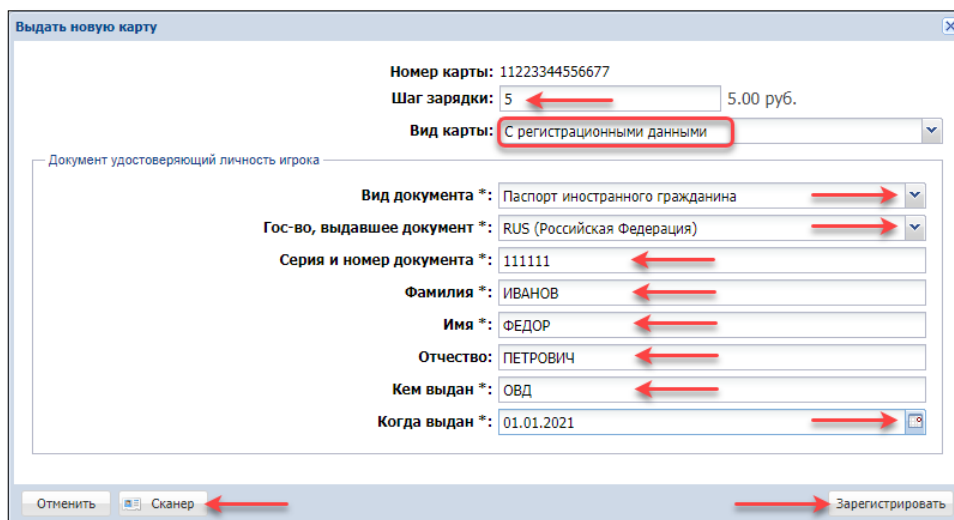 Выдать новую карту
Номер карты: 11223344556677
Шаг зарядки: 5 5.00 руб.
Вид карты: С регистрационными данными
Документ удостоверяющий личность игрока
Вид документа *: Паспорт иностранного гражданина
Гос-во, выдавшее документ *: RUS (Российская Федерация)
Серия и номер документа *: 111111
Фамилия *: ИВАНОВ
Имя *: ФЕДОР
Отчество: ПЕТРОВИЧ
Кем выдан *: ОВД
Когда выдан *: 01.01.2021
Отменить Сканер Зарегистрировать